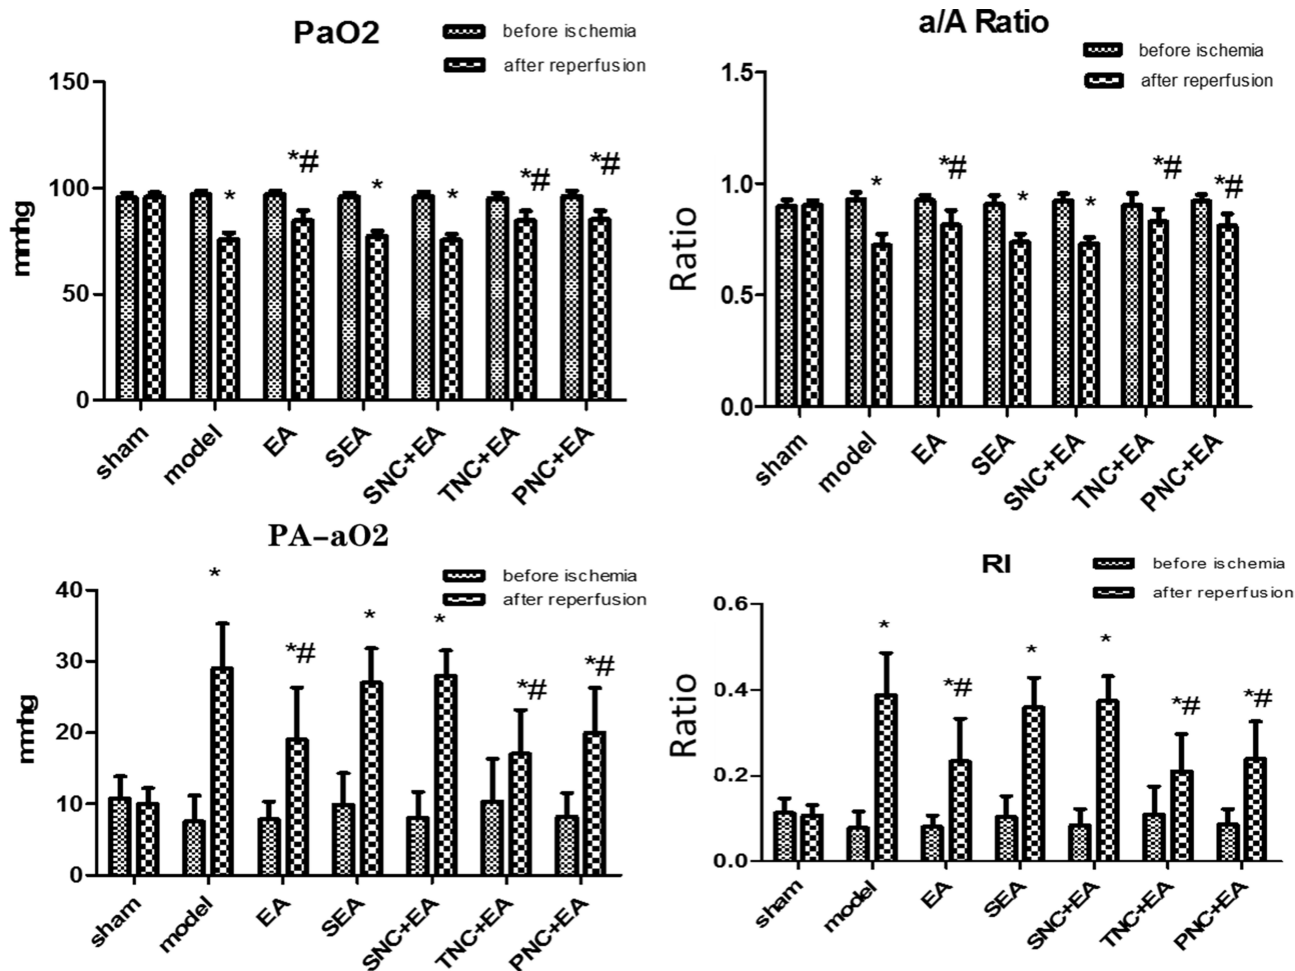 PaO2
before ischemia
after reperfusion
150
100
50
0
mmhg
*
*#
*
*
*#
*#
sham
model
EA
SEA
SNC+EA
TNC+EA
PNC+EA
a/A Ratio
before ischemia
after reperfusion
1.5
1.0
0.5
0.0
Ratio
*
*#
*
*
*#
*#
sham
model
EA
SEA
SNC+EA
TNC+EA
PNC+EA
PA-aO2
before ischemia
after reperfusion
40
30
20
10
0
mmhg
*
*#
*
*
*#
*#
sham
model
EA
SEA
SNC+EA
TNC+EA
PNC+EA
RI
before ischemia
after reperfusion
0.6
0.4
0.2
0.0
Ratio
*
*#
*
*
*#
*#
sham
model
EA
SEA
SNC+EA
TNC+EA
PNC+EA